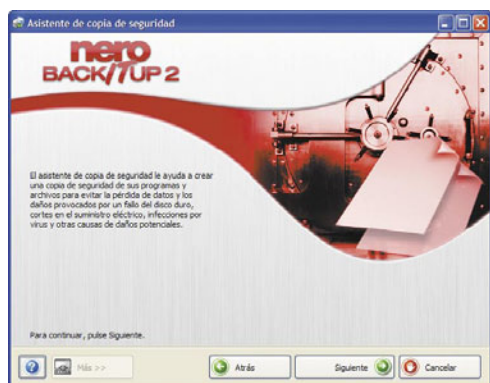 Asistente de copia de seguridad
nero
BACK ITUP 2
El asistente de copia de seguridad le ayuda a crear
una copia de seguridad de sus programas y
archivos para evitar la pérdida de datos y los
daños provocados por un fallo del disco duro,
cortes en el suministro eléctrico, infecciones por
virus y otras causas de daños potenciales.
Para continuar, pulse Siguiente.
? Más >> Atrás Siguiente Cancelar